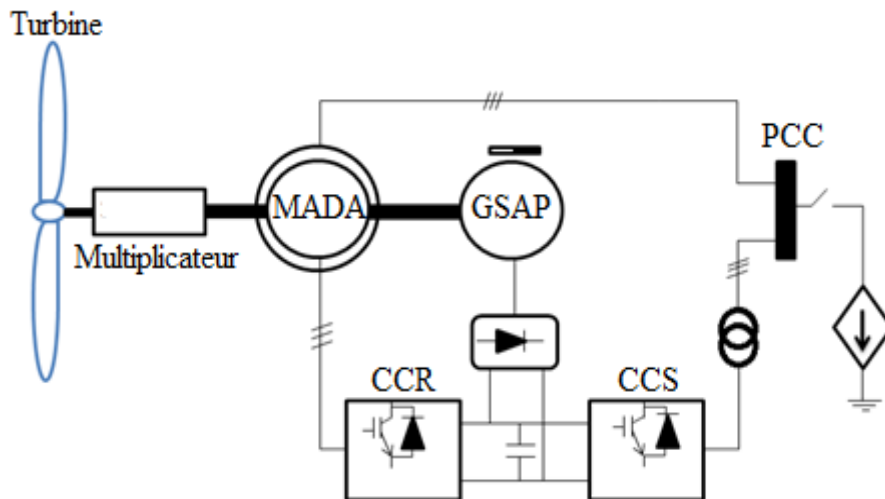 Turbine
PCC
MADA
GSAP
Multiplicateur
CCR
CCS